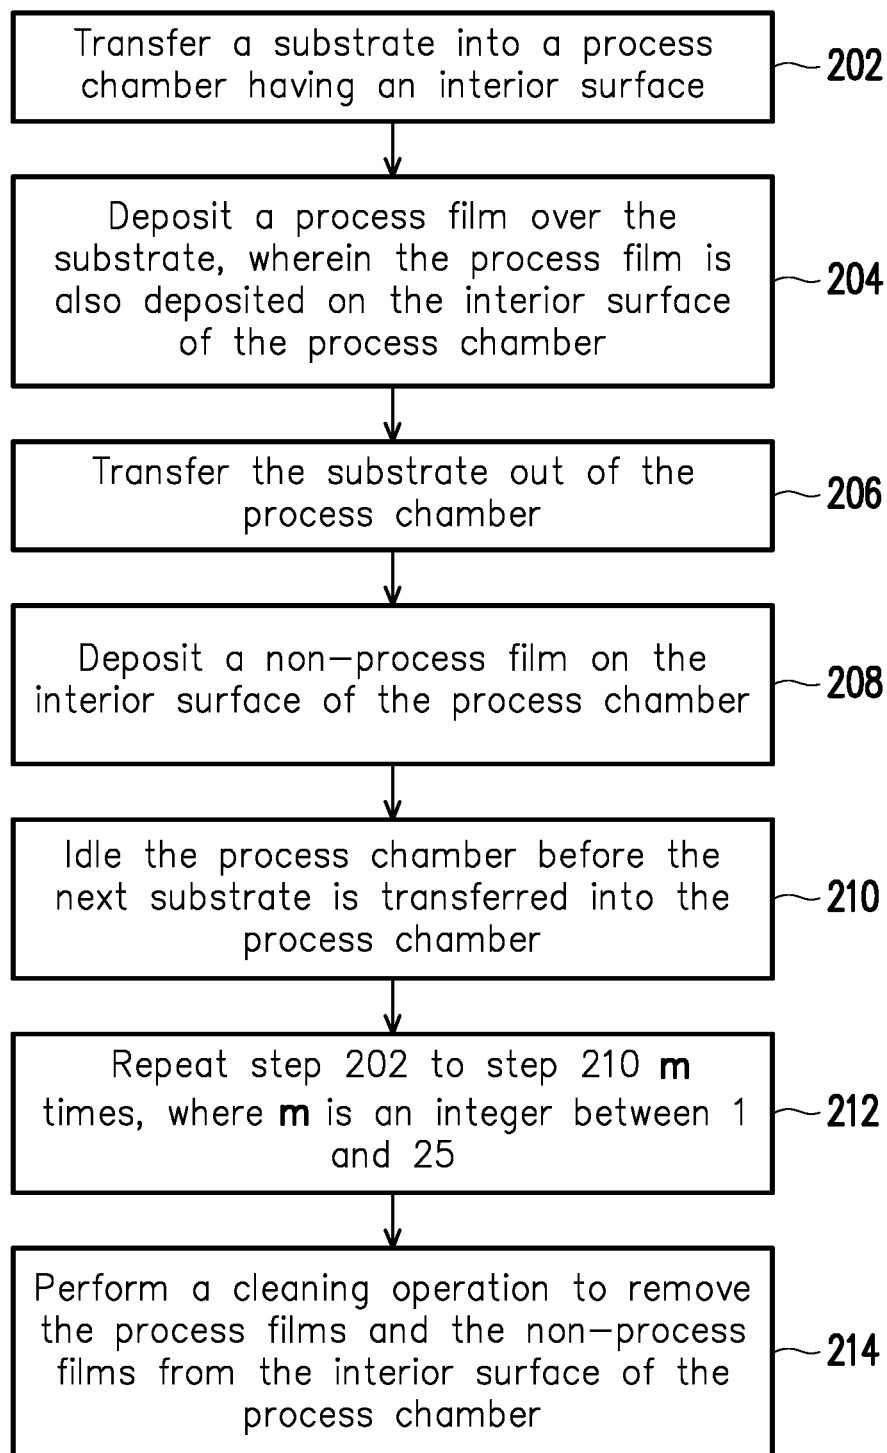 Transfer a substrate into a process
chamber having an interior surface
202
Deposit a process film over the
substrate, wherein the process film is
also deposited on the interior surface
of the process chamber
204
Transfer the substrate out of the
process chamber
206
Deposit a non-process film on the
interior surface of the process chamber
208
Idle the process chamber before the
next substrate is transferred into the
process chamber
210
Repeat step 202 to step 210 m
times, where m is an integer between 1
and 25
212
Perform a cleaning operation to remove
the process films and the non-process
films from the interior surface of the
process chamber
214